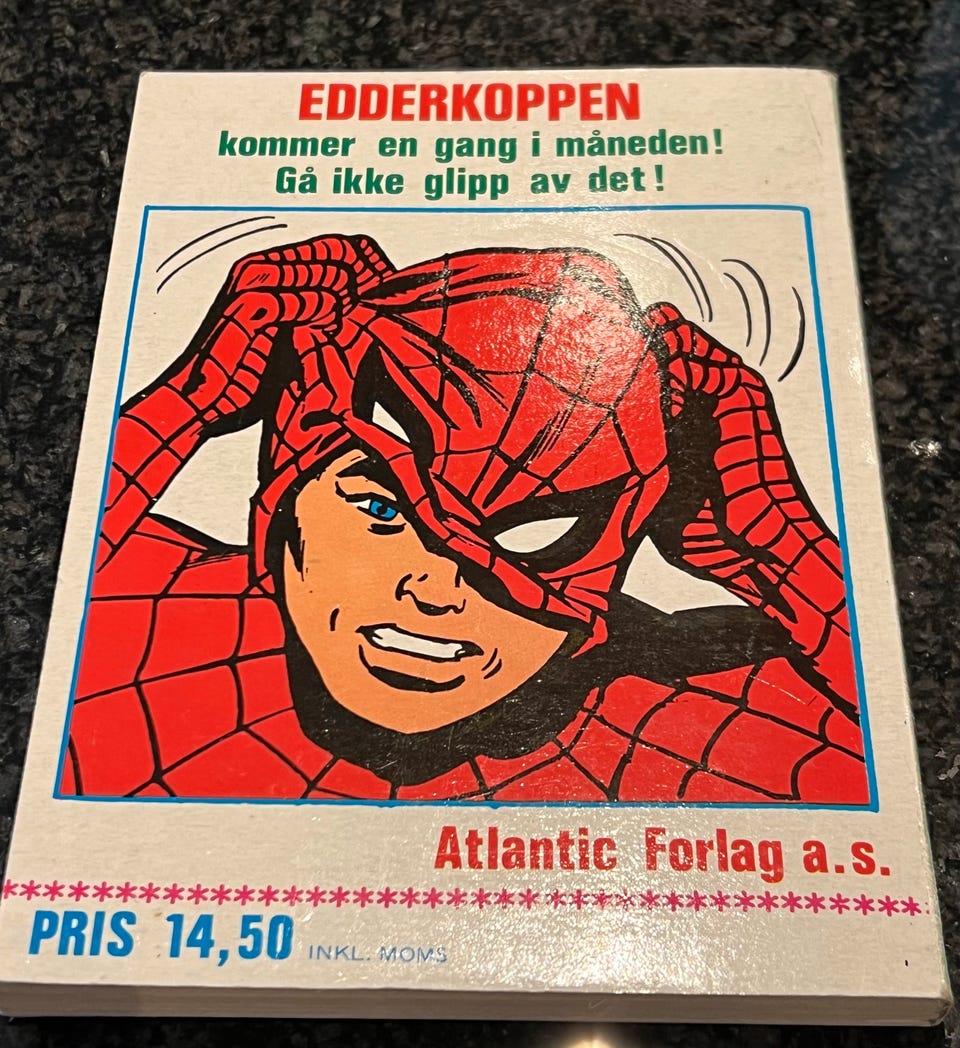 EDDERKOPPEN
kommer en gang i måneden!
Gå ikke glipp av det!
Atlantic Forlag a.s.
****************************************
PRIS 14,50 INKL. MOMS